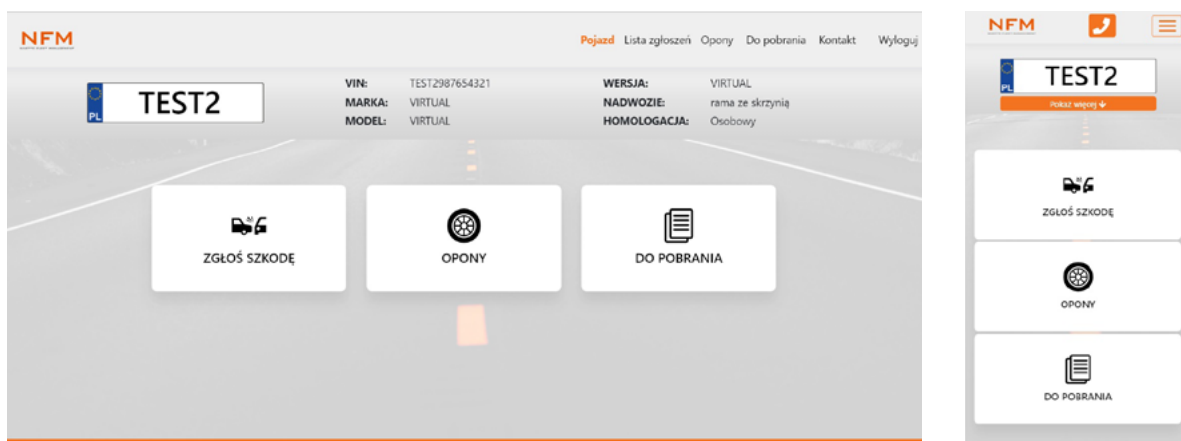 NFM
Pojazd Lista zgłoszeń Opony Do pobrania Kontakt Wyloguj
PL TEST2
VIN: TEST2987654321
MARKA: VIRTUAL
MODEL: VIRTUAL
WERSJA: VIRTUAL
NADWOZIE: rama ze skrzynią
HOMOLOGACJA: Osobowy
ZGŁOŚ SZKODĘ
OPONY
DO POBRANIA
NFM
PL TEST2
Pokaż więcej
ZGŁOŚ SZKODĘ
OPONY
DO POBRANIA